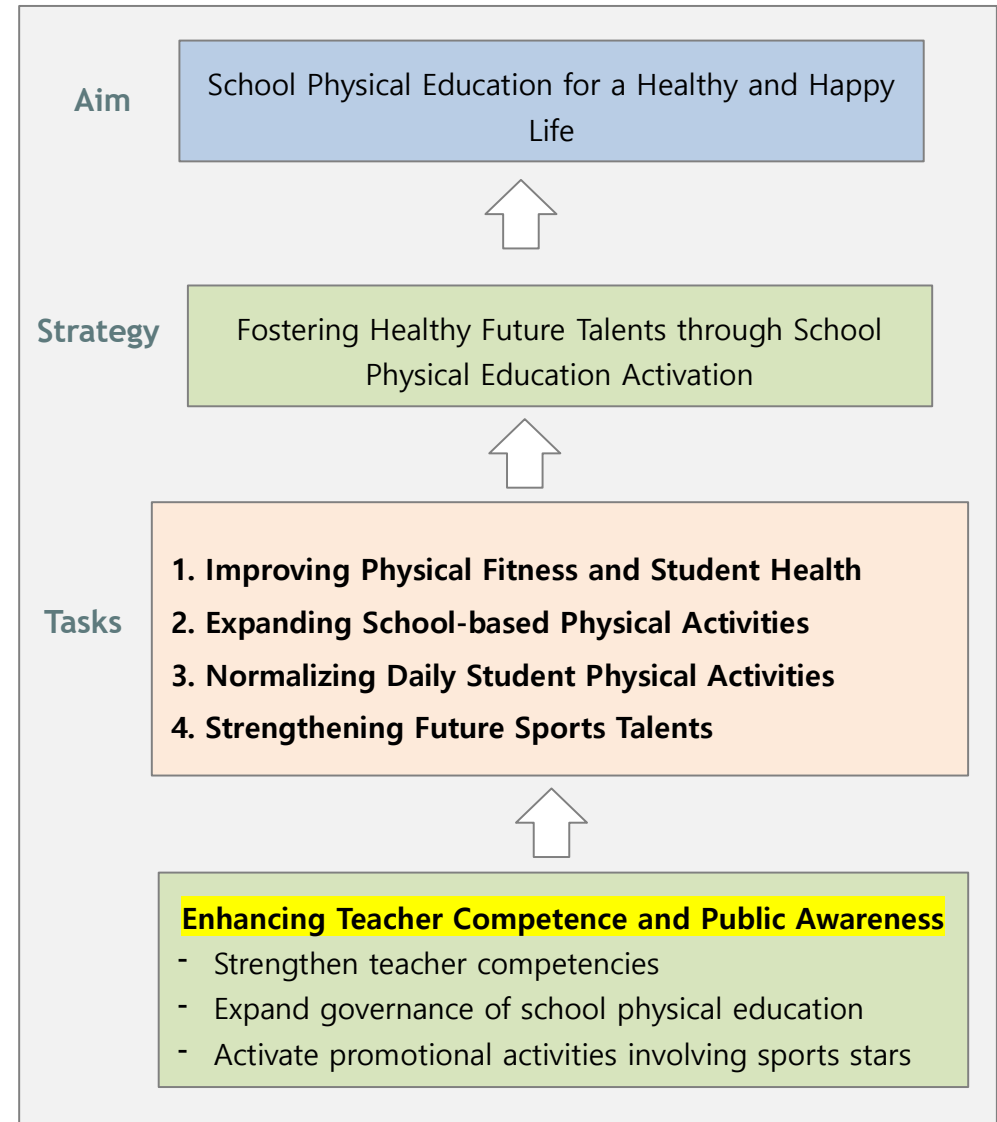 Aim
School Physical Education for a Healthy and Happy
Life
Strategy
Fostering Healthy Future Talents through School
Physical Education Activation
Tasks
1. Improving Physical Fitness and Student Health
2. Expanding School-based Physical Activities
3. Normalizing Daily Student Physical Activities
4. Strengthening Future Sports Talents
Enhancing Teacher Competence and Public Awareness
- Strengthen teacher competencies
- Expand governance of school physical education
- Activate promotional activities involving sports stars